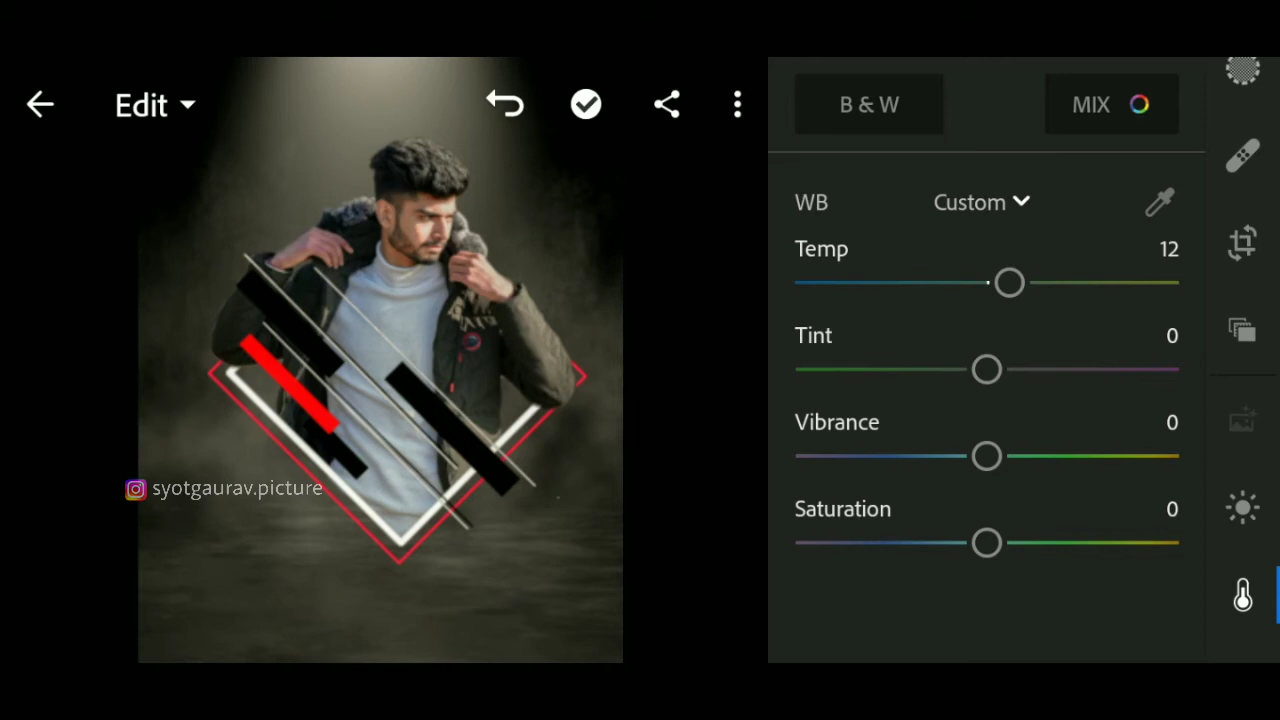 Edit
B & W
MIX
WB
Custom
Temp
12
Tint
0
Vibrance
0
Saturation
0
syotgaurav.picture